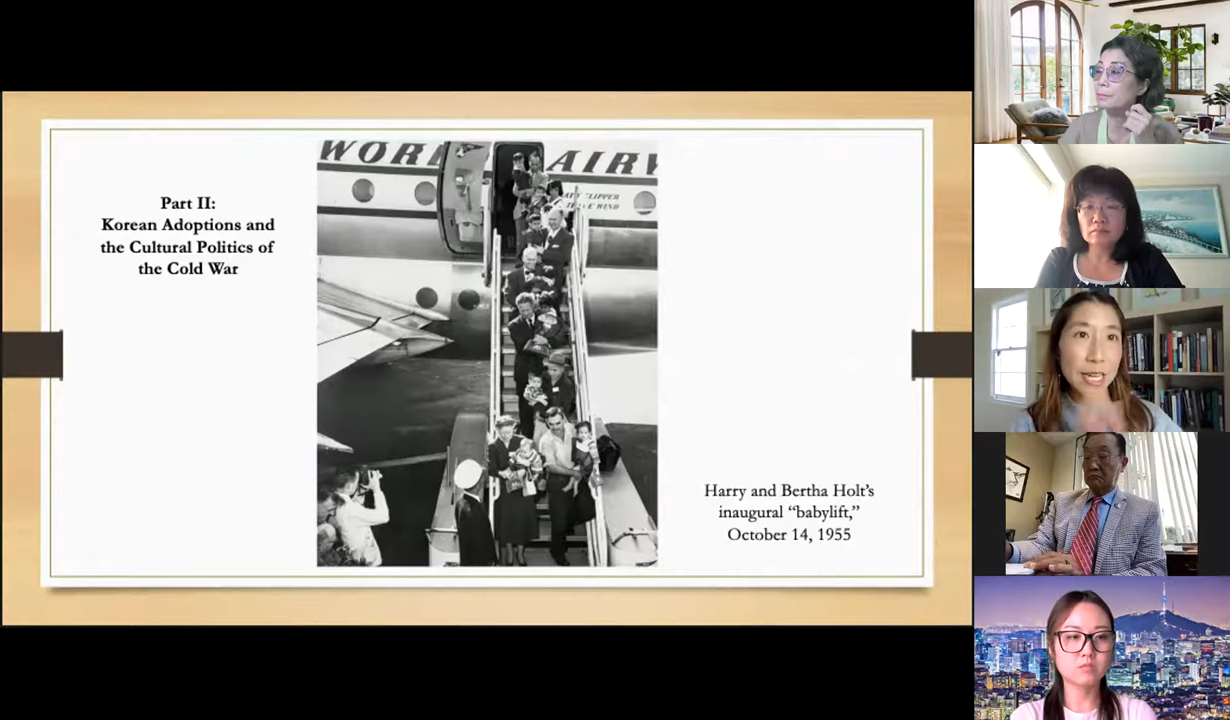 Part II:
Korean Adoptions and
the Cultural Politics of
the Cold War
WORL
AIRW
CLIPPER
WIND
Harry and Bertha Holt’s
inaugural “babylift,”
October 14, 1955